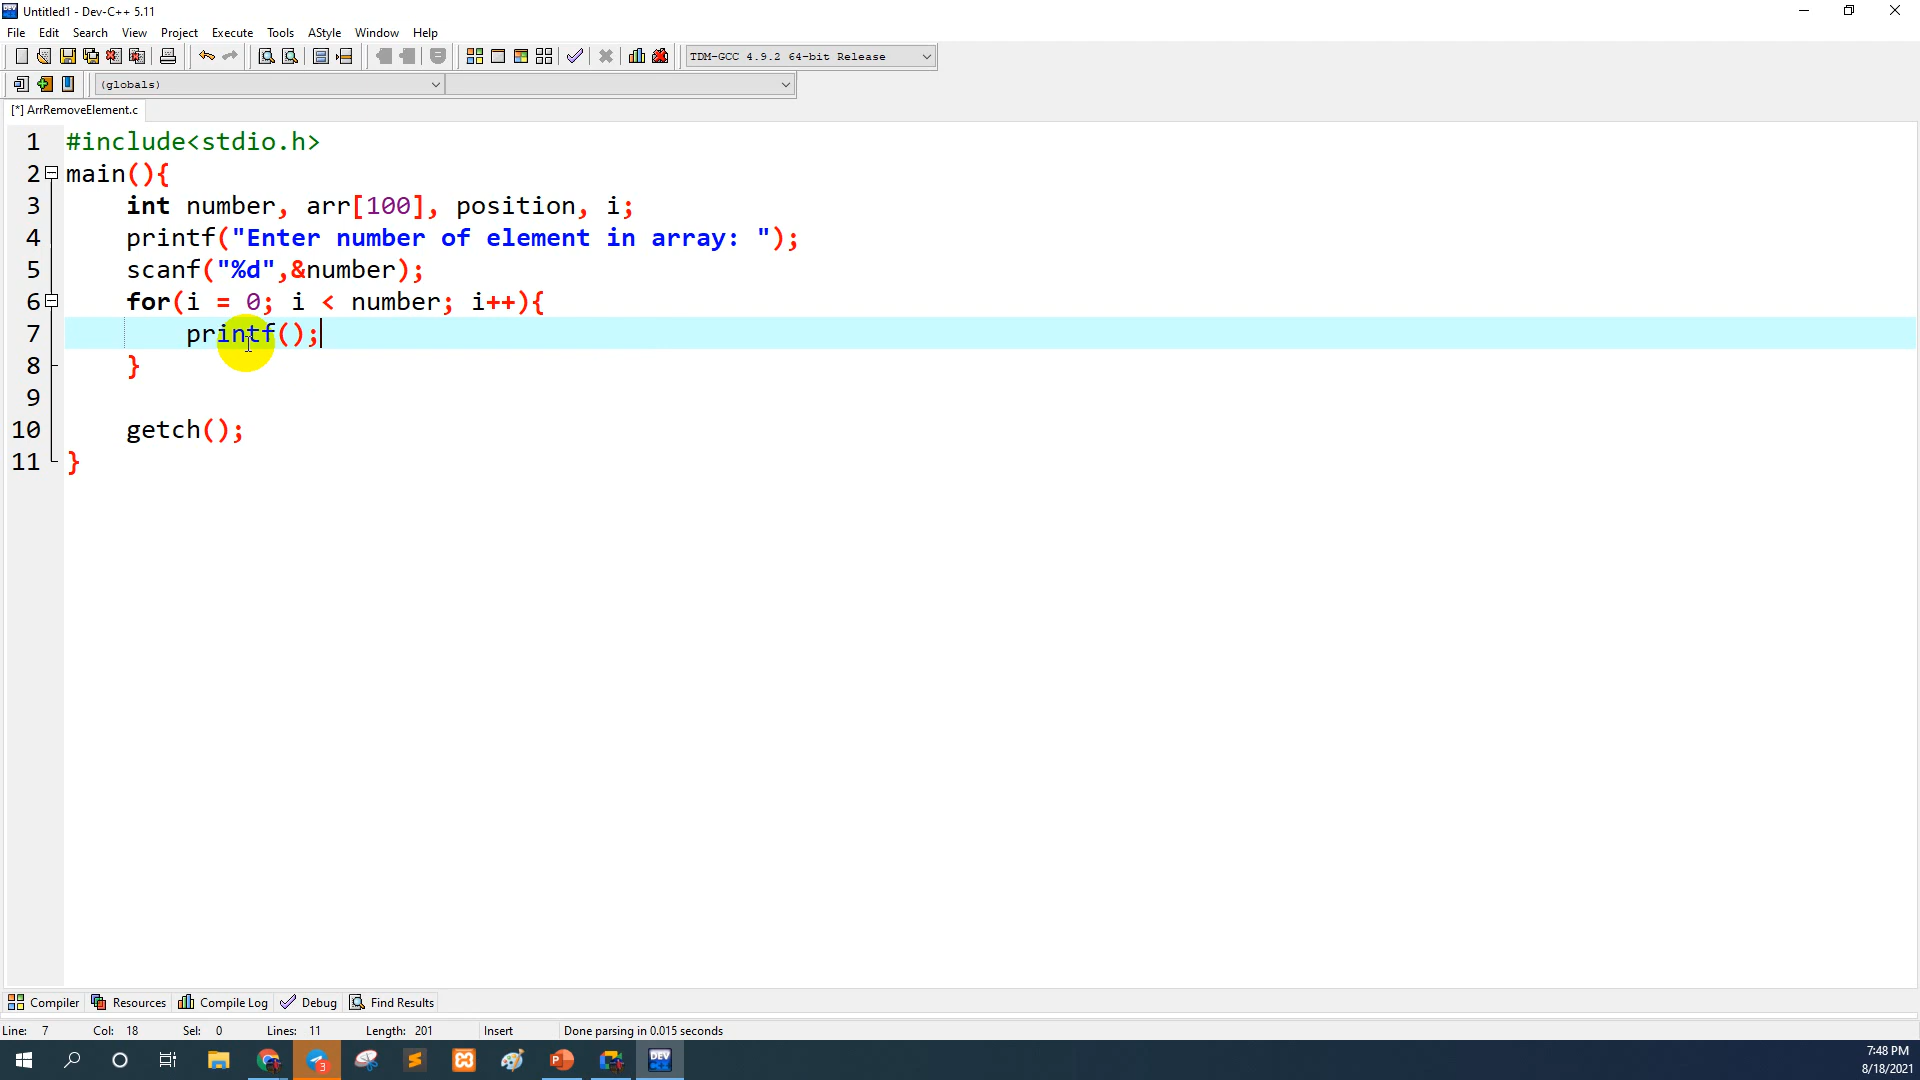 Untitled1 - Dev-C++ 5.11
File Edit Search View Project Execute Tools AStyle Window Help
TDM-GCC 4.9.2 64-bit Release
(globals)
[*] ArrRemoveElement.c
1 #include<stdio.h>
2 main(){
3 int number, arr[100], position, i;
4 printf("Enter number of element in array: ");
5 scanf("%d",&number);
6 for(i = 0; i < number; i++){
7 printf();
8 }
9
10 getch();
11 }
Compiler Resources Compile Log Debug Find Results
Line: 7 Col: 18 Sel: 0 Lines: 11 Length: 201 Insert Done parsing in 0.015 seconds
3
DEV
7:48 PM
8/18/2021